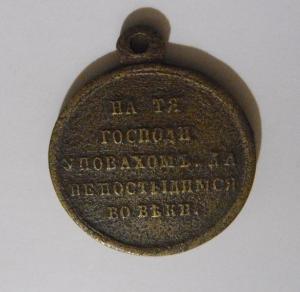 НА ТЯ
ГОСПОДИ
УПОВАХОМЪ, ДА
НЕПОСТЫДИМСЯ
ВО ВѢКИ.